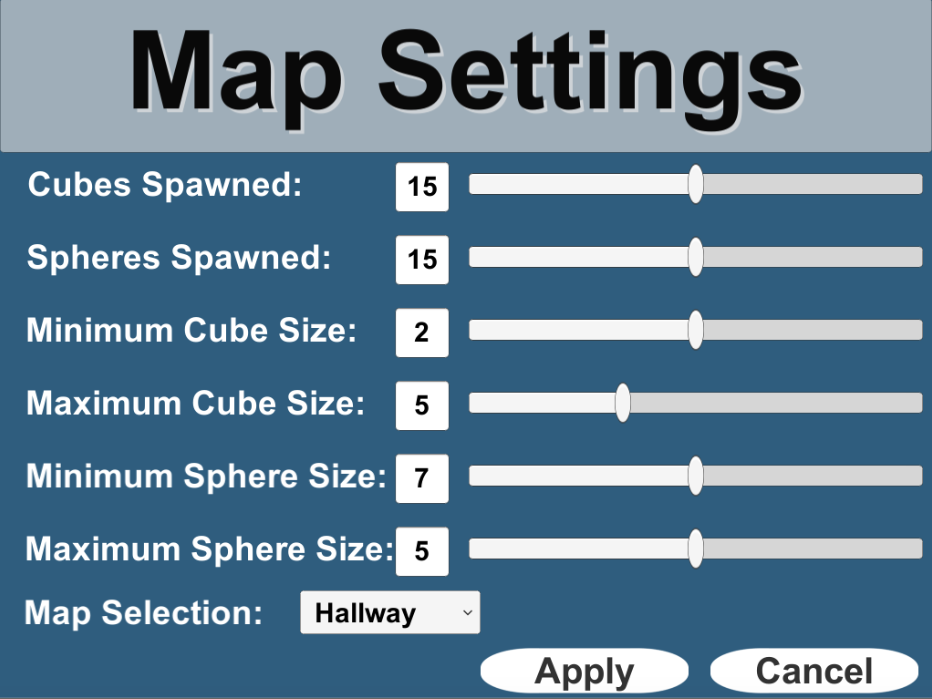 Map Settings
Cubes Spawned: 15
Spheres Spawned: 15
Minimum Cube Size: 2
Maximum Cube Size: 5
Minimum Sphere Size: 7
Maximum Sphere Size: 5
Map Selection: Hallway
Apply Cancel